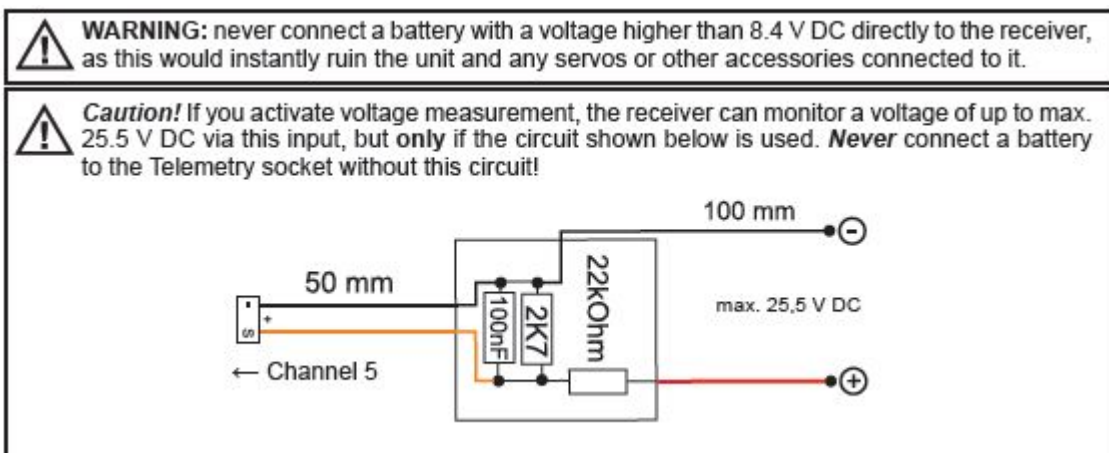 WARNING: never connect a battery with a voltage higher than 8.4 V DC directly to the receiver,
as this would instantly ruin the unit and any servos or other accessories connected to it.
Caution! If you activate voltage measurement, the receiver can monitor a voltage of up to max.
25.5 V DC via this input, but only if the circuit shown below is used. Never connect a battery
to the Telemetry socket without this circuit!
100 mm
-
50 mm
22kOhm
100nF
2K7
max. 25,5 V DC
-
+
S
← Channel 5
+